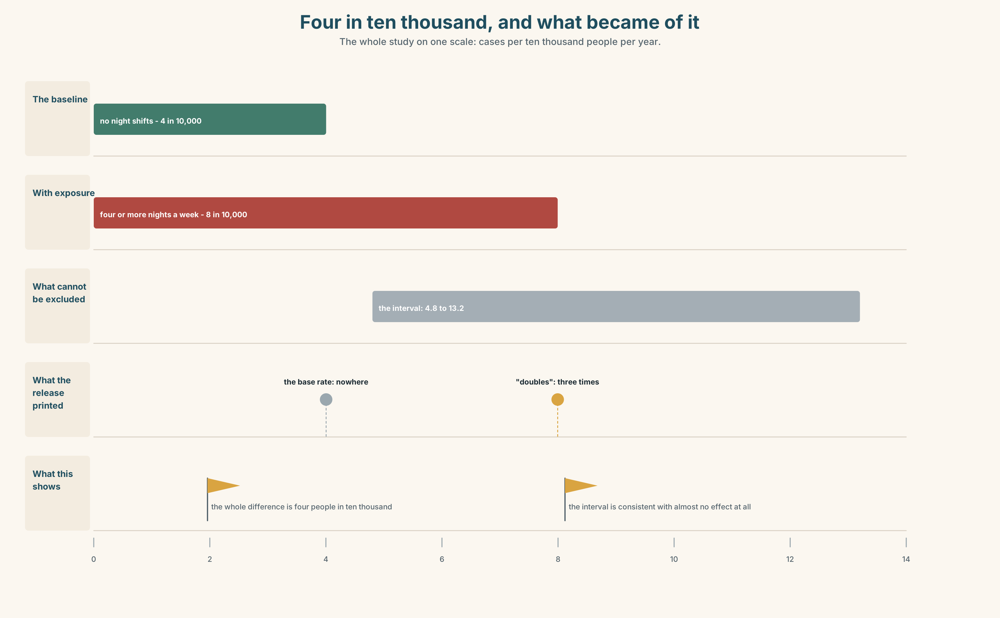 Four in ten thousand, and what became of it
The whole study on one scale: cases per ten thousand people per year.
The baseline
no night shifts - 4 in 10,000
With exposure
four or more nights a week - 8 in 10,000
What cannot
be excluded
the interval: 4.8 to 13.2
What the
release
printed
the base rate: nowhere
"doubles": three times
What this
shows
the whole difference is four people in ten thousand
the interval is consistent with almost no effect at all
0 2 4 6 8 10 12 14